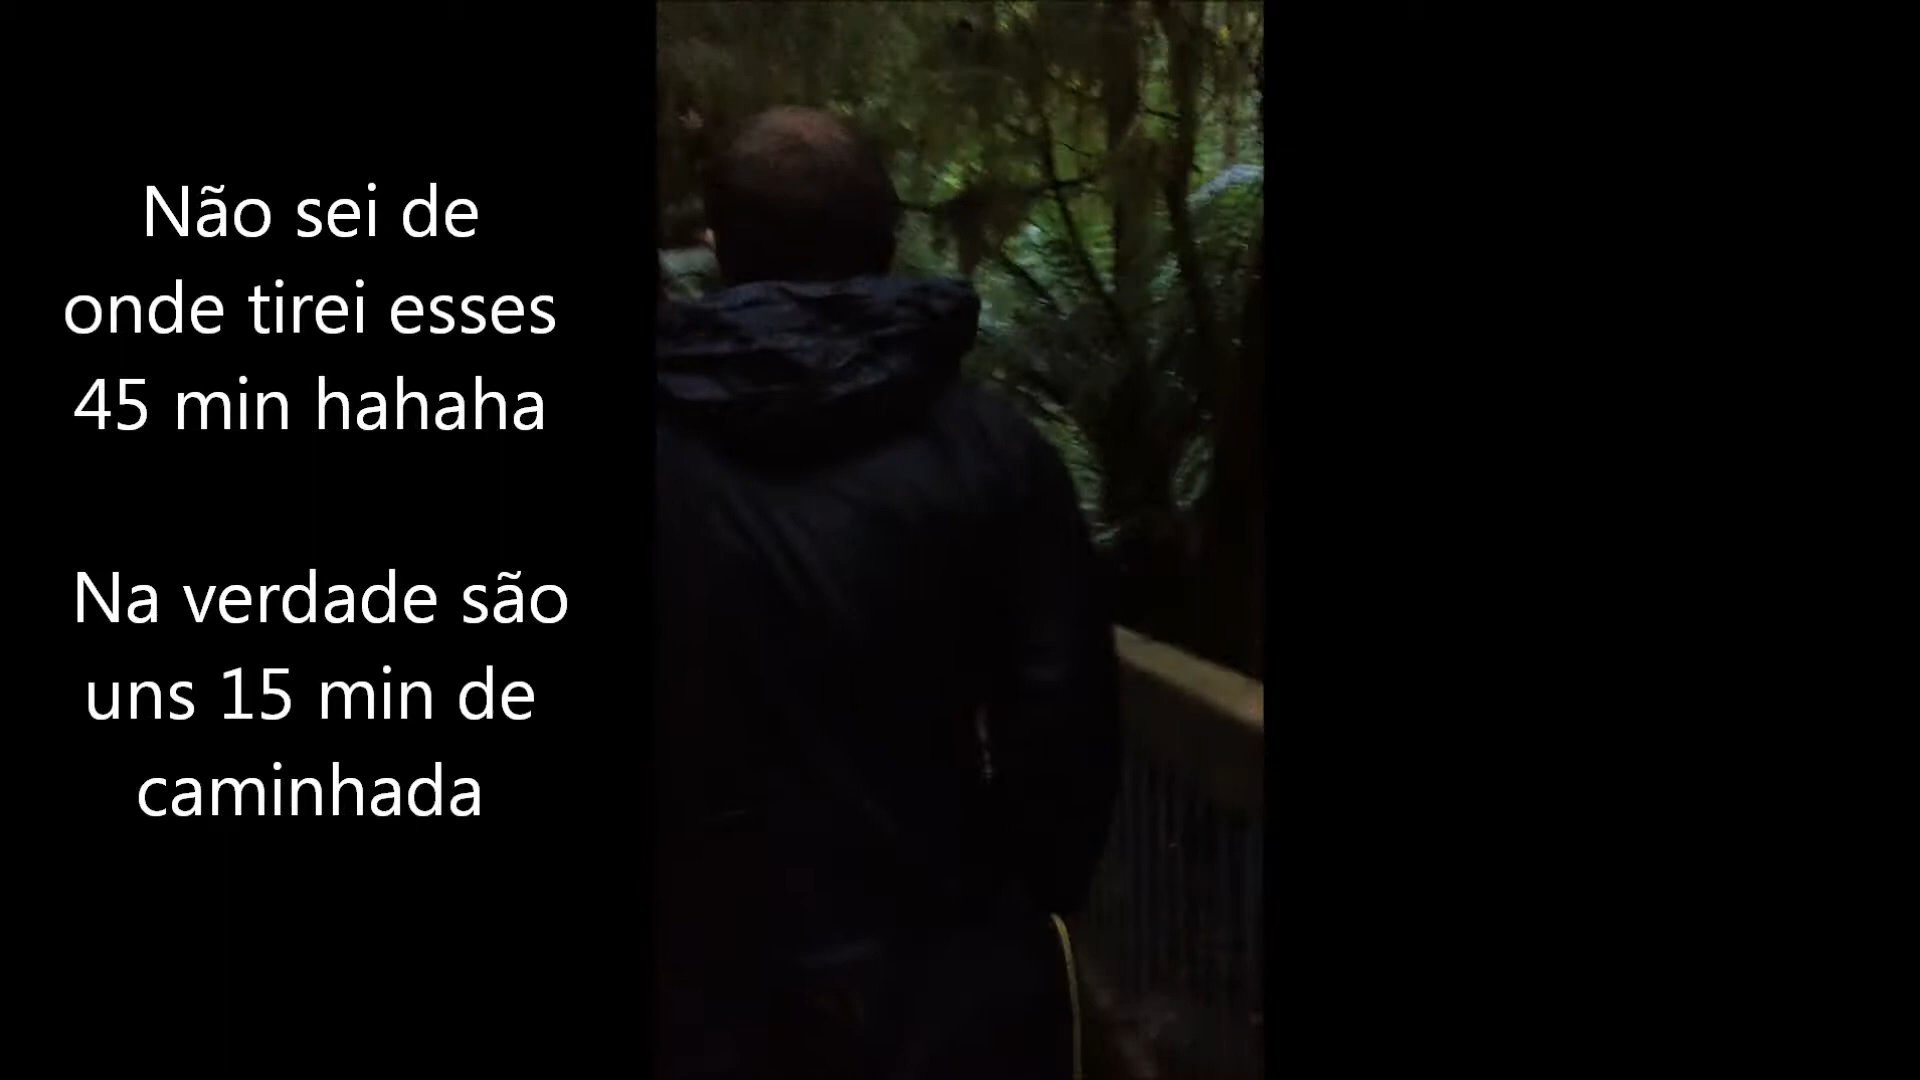 Não sei de
onde tirei esses
45 min hahaha
Na verdade são
uns 15 min de
caminhada